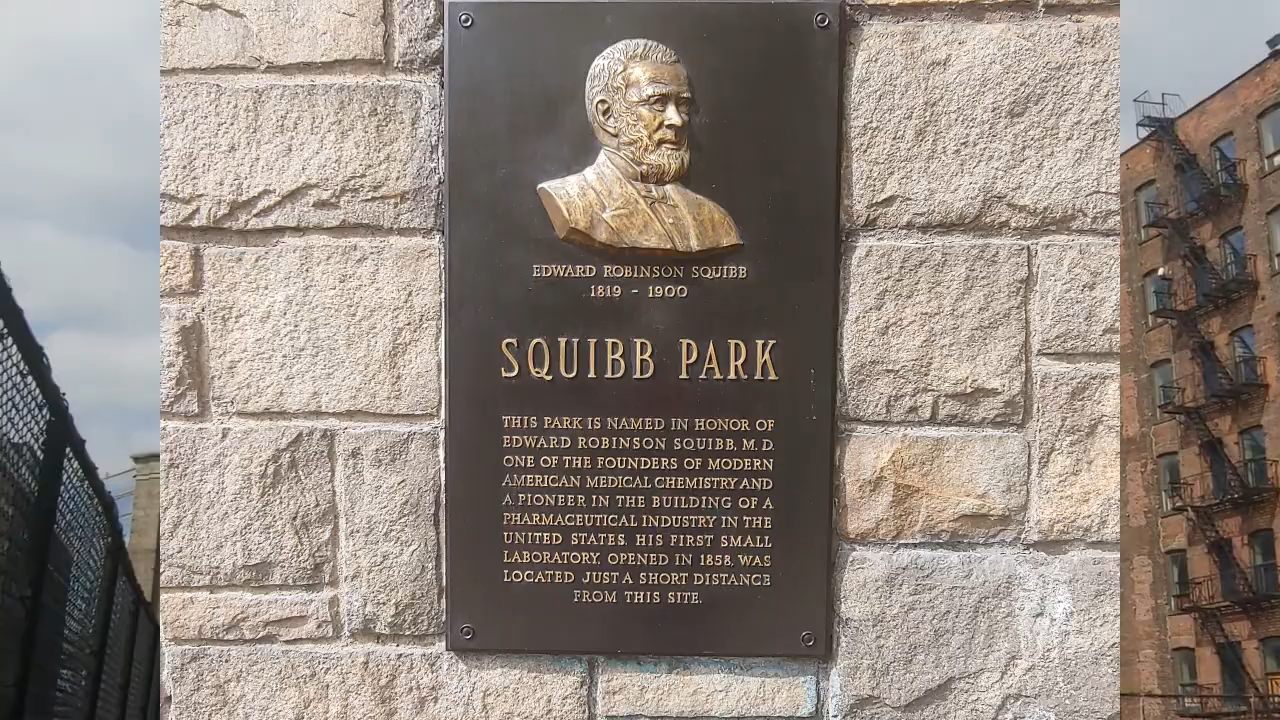 EDWARD ROBINSON SQUIBB
1819 - 1900
SQUIBB PARK
THIS PARK IS NAMED IN HONOR OF
EDWARD ROBINSON SQUIBB, M.D.
ONE OF THE FOUNDERS OF MODERN
AMERICAN MEDICAL CHEMISTRY AND
A PIONEER IN THE BUILDING OF A
PHARMACEUTICAL INDUSTRY IN THE
UNITED STATES. HIS FIRST SMALL
LABORATORY, OPENED IN 1858, WAS
LOCATED JUST A SHORT DISTANCE
FROM THIS SITE.